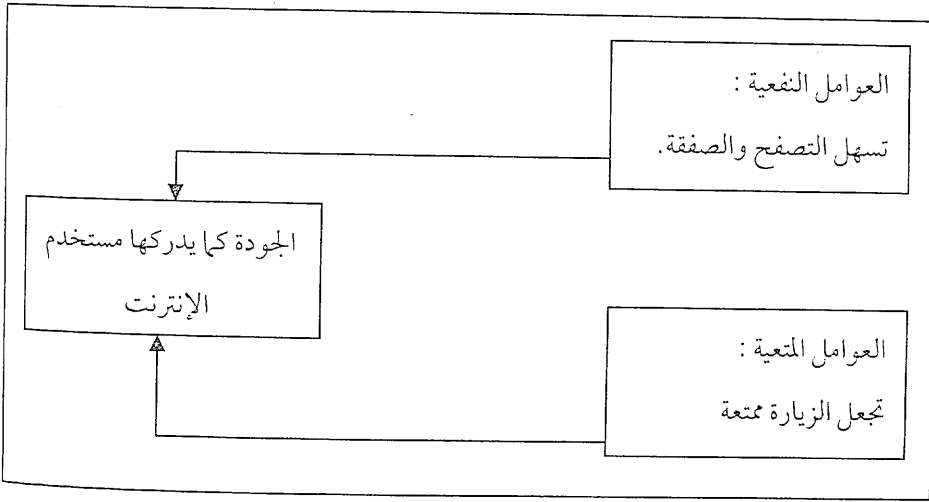 العوامل النفعية :
تسهل التصفح والصفقة.
الجودة كما يدركها مستخدم
الإنترنت
العوامل المتعية :
تجعل الزيارة ممتعة